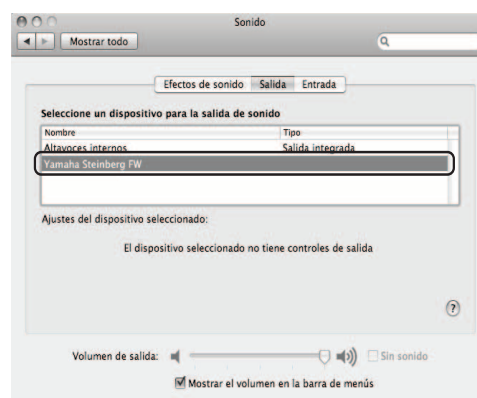 Sonido
Mostrar todo
Efectos de sonido Salida Entrada
Seleccione un dispositivo para la salida de sonido
Nombre Tipo
Altavoces internos Salida integrada
Yamaha Steinberg FW
Ajustes del dispositivo seleccionado:
El dispositivo seleccionado no tiene controles de salida
?
Volumen de salida: Sin sonido
Mostrar el volumen en la barra de menús